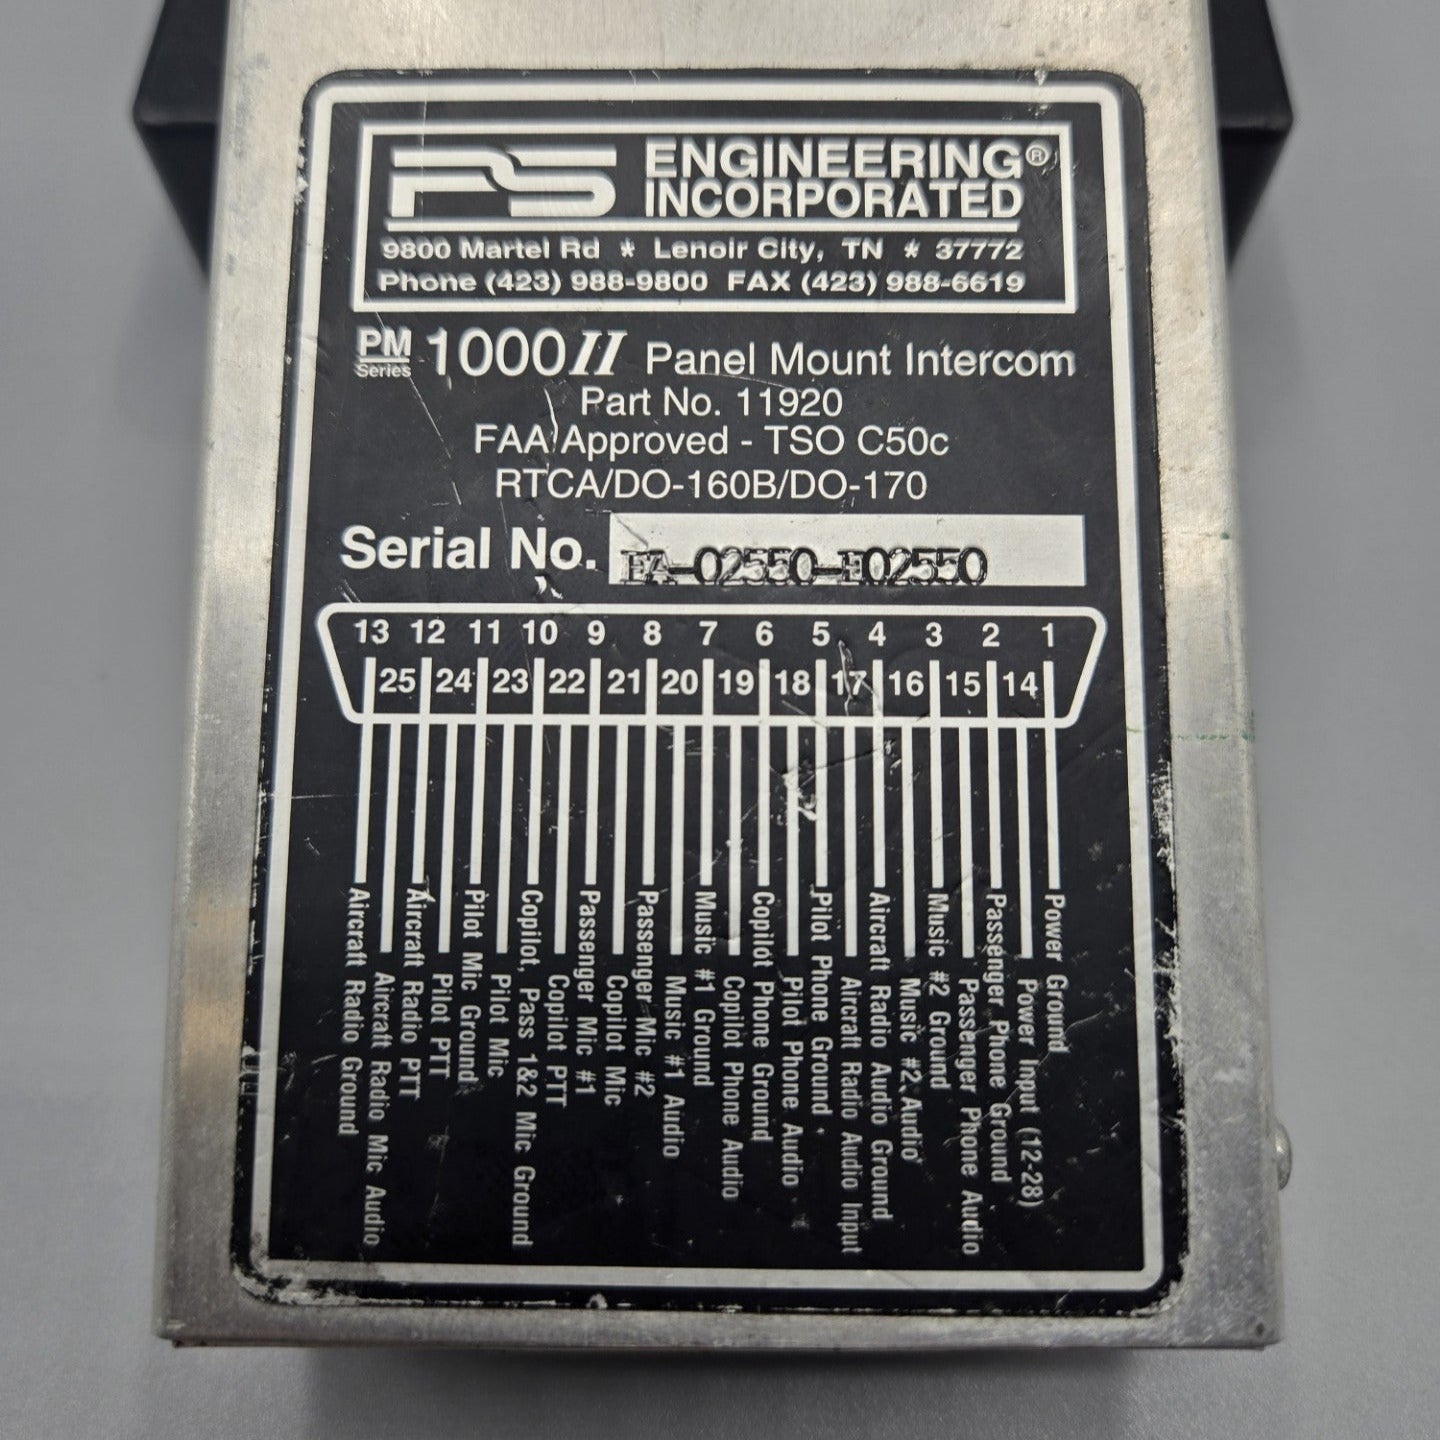 PS ENGINEERING®
INCORPORATED
9800 Martel Rd * Lenoir City, TN * 37772
Phone (423) 988-9800 FAX (423) 988-6619
PM Series 1000II Panel Mount Intercom
Part No. 11920
FAA Approved - TSO C50c
RTCA/DO-160B/DO-170
Serial No. EA-02550-E02550
13 12 11 10 9 8 7 6 5 4 3 2 1
25 24 23 22 21 20 19 18 17 16 15 14
Power Ground
Power Input (12-28)
Passenger Phone Ground
Passenger Phone Audio
Music #2 Ground
Music #2 Audio
Aircraft Radio Audio Ground
Aircraft Radio Audio Input
Pilot Phone Ground
Pilot Phone Audio
Copilot Phone Ground
Copilot Phone Audio
Music #1 Ground
Music #1 Audio
Passenger Mic #2
Copilot Mic
Passenger Mic #1
Copilot PTT
Copilot, Pass 1&2 Mic Ground
Pilot Mic
Pilot Mic Ground
Pilot PTT
Aircraft Radio PTT
Aircraft Radio Mic Audio
Aircraft Radio Ground